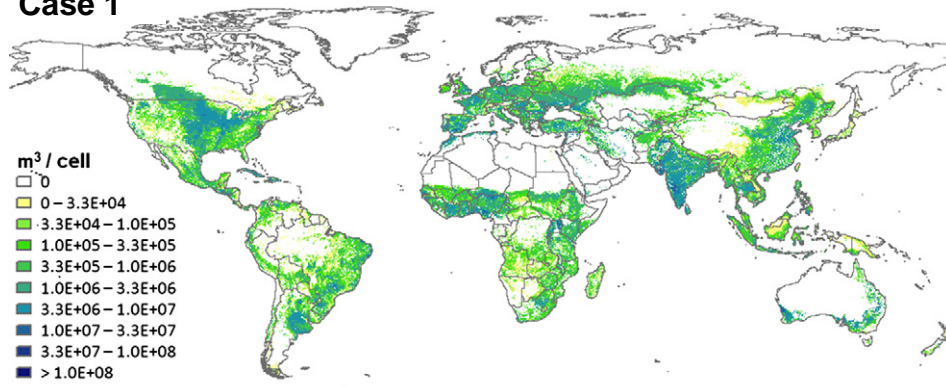 Case 1
m³ / cell
0
0 – 3.3E+04
3.3E+04 – 1.0E+05
1.0E+05 – 3.3E+05
3.3E+05 – 1.0E+06
1.0E+06 – 3.3E+06
3.3E+06 – 1.0E+07
1.0E+07 – 3.3E+07
3.3E+07 – 1.0E+08
> 1.0E+08